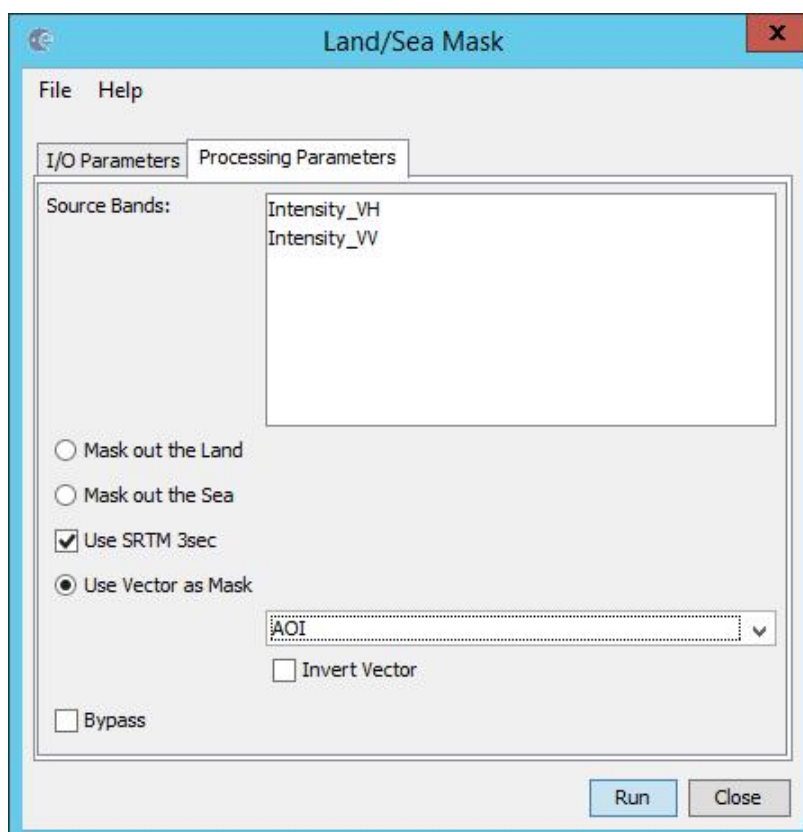 Land/Sea Mask
x
File Help
I/O Parameters Processing Parameters
Source Bands: Intensity_VH
Intensity_VV
Mask out the Land
Mask out the Sea
Use SRTM 3sec
Use Vector as Mask
AOI
Invert Vector
Bypass
Run Close